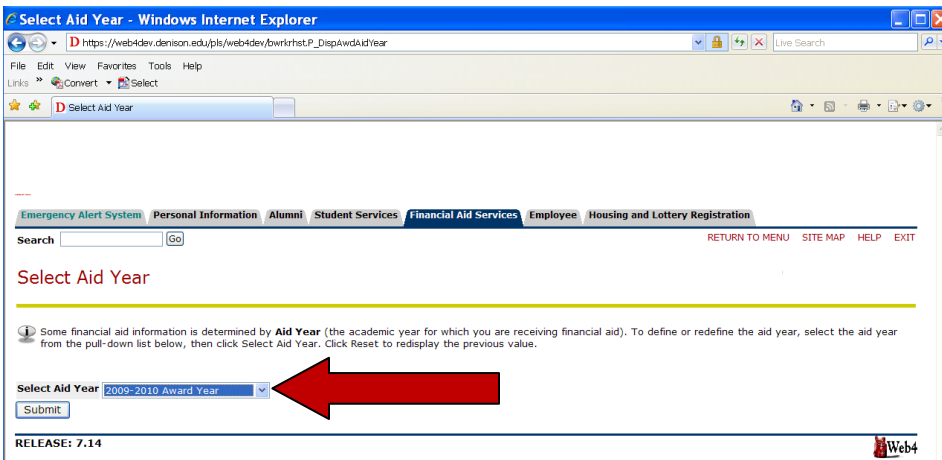 Select Aid Year - Windows Internet Explorer
D https://web4dev.denison.edu/pls/web4dev/bwrkrhst.P_DispAwdAidYear
Live Search
File Edit View Favorites Tools Help
Links » Convert Select
D Select Aid Year
Emergency Alert System Personal Information Alumni Student Services Financial Aid Services Employee Housing and Lottery Registration
Search Go RETURN TO MENU SITE MAP HELP EXIT
Select Aid Year
Some financial aid information is determined by Aid Year (the academic year for which you are receiving financial aid). To define or redefine the aid year, select the aid year
from the pull-down list below, then click Select Aid Year. Click Reset to redisplay the previous value.
Select Aid Year 2009-2010 Award Year
Submit
RELEASE: 7.14
Web4